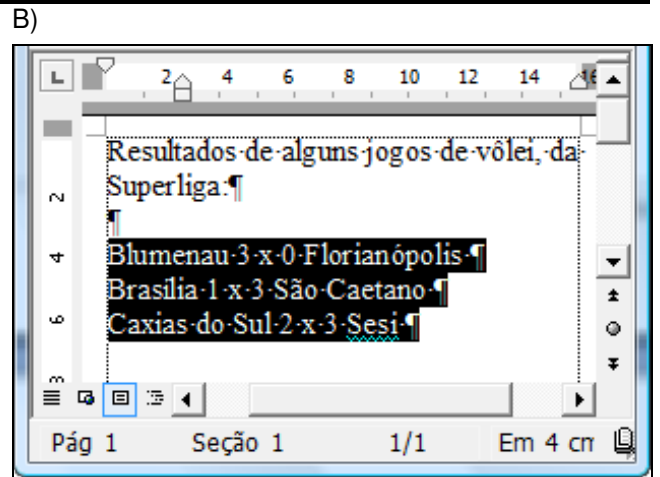 B)
2 4 6 8 10 12 14 16
Resultados de alguns jogos de vôlei, da
Superliga:¶
¶
Blumenau 3 x 0 Florianópolis ¶
Brasília 1 x 3 São Caetano ¶
Caxias do Sul 2 x 3 Sesi ¶
2
4
6
8
Pág 1 Seção 1 1/1 Em 4 cm